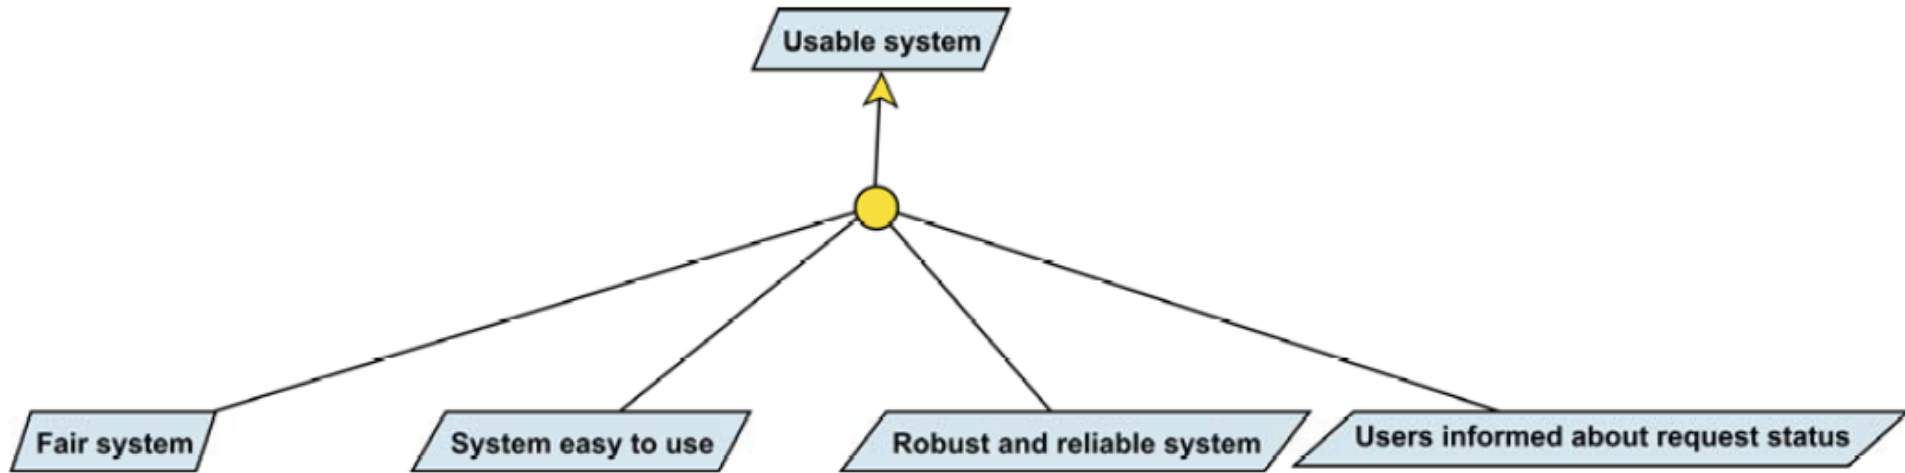 Usable system
Fair system
System easy to use
Robust and reliable system
Users informed about request status